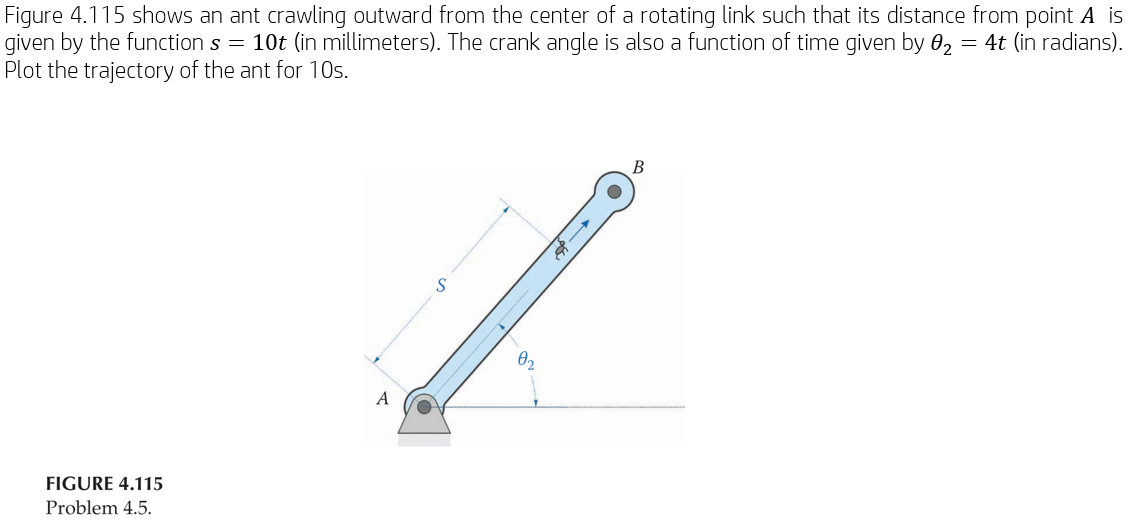 Figure 4.115 shows an ant crawling outward from the center of a rotating link such that its distance from point A is
given by the function s = 10t (in millimeters). The crank angle is also a function of time given by θ₂ = 4t (in radians).
Plot the trajectory of the ant for 10s.
B
S
θ₂
A
FIGURE 4.115
Problem 4.5.